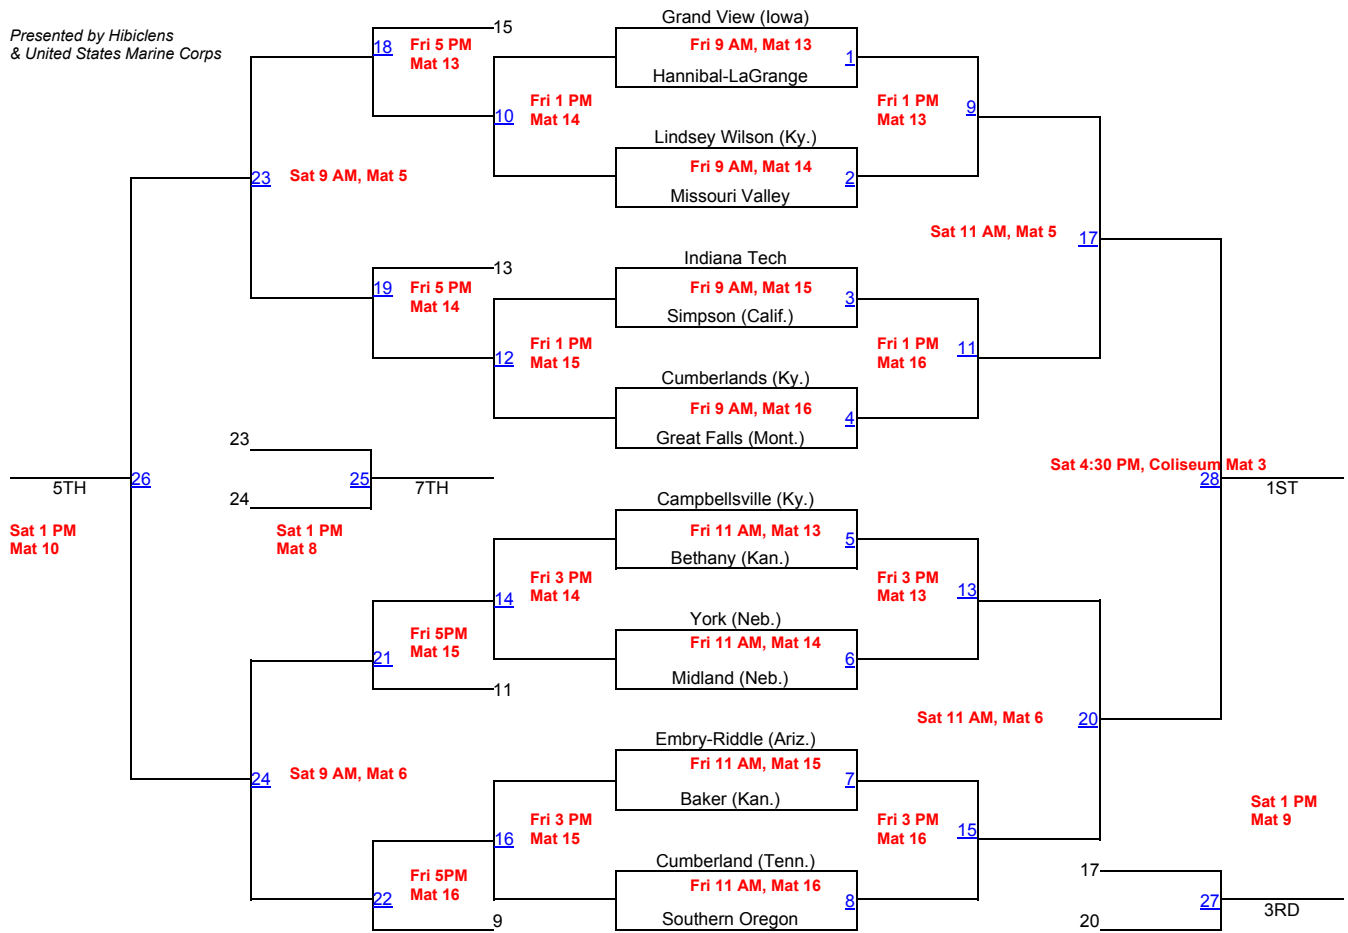 Presented by Hibiclens
& United States Marine Corps
15
Grand View (Iowa)
18
Fri 5 PM
Mat 13
Fri 9 AM, Mat 13
1
Hannibal-LaGrange
10
Fri 1 PM
Mat 14
Fri 1 PM
Mat 13
9
Lindsey Wilson (Ky.)
Fri 9 AM, Mat 14
2
Missouri Valley
23
Sat 9 AM, Mat 5
Sat 11 AM, Mat 5
17
13
Indiana Tech
19
Fri 5 PM
Mat 14
Fri 9 AM, Mat 15
3
Simpson (Calif.)
12
Fri 1 PM
Mat 15
Fri 1 PM
Mat 16
11
Cumberlands (Ky.)
Fri 9 AM, Mat 16
4
Great Falls (Mont.)
23
26
5TH
25
7TH
24
Sat 1 PM
Mat 10
Sat 1 PM
Mat 8
Sat 4:30 PM, Coliseum Mat 3
28
1ST
Campbellsville (Ky.)
Fri 11 AM, Mat 13
5
Bethany (Kan.)
14
Fri 3 PM
Mat 14
Fri 3 PM
Mat 13
13
York (Neb.)
Fri 11 AM, Mat 14
6
Midland (Neb.)
21
Fri 5PM
Mat 15
11
Sat 11 AM, Mat 6
20
24
Sat 9 AM, Mat 6
Embry-Riddle (Ariz.)
Fri 11 AM, Mat 15
7
Baker (Kan.)
16
Fri 3 PM
Mat 15
Fri 3 PM
Mat 16
15
Sat 1 PM
Mat 9
Cumberland (Tenn.)
Fri 11 AM, Mat 16
8
Southern Oregon
22
Fri 5PM
Mat 16
9
17
27
3RD
20